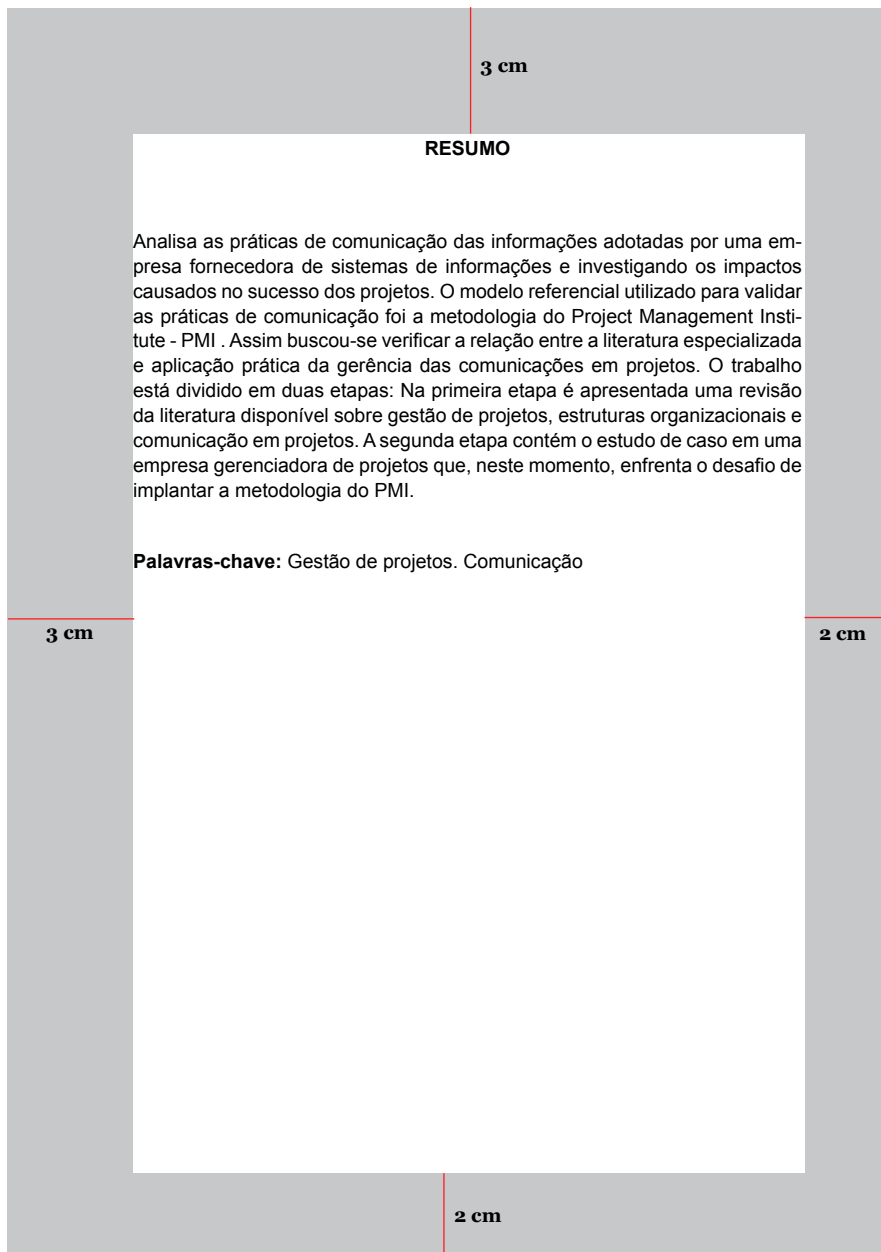 3 cm
RESUMO
Analisa as práticas de comunicação das informações adotadas por uma em-
presa fornecedora de sistemas de informações e investigando os impactos
causados no sucesso dos projetos. O modelo referencial utilizado para validar
as práticas de comunicação foi a metodologia do Project Management Insti-
tute - PMI . Assim buscou-se verificar a relação entre a literatura especializada
e aplicação prática da gerência das comunicações em projetos. O trabalho
está dividido em duas etapas: Na primeira etapa é apresentada uma revisão
da literatura disponível sobre gestão de projetos, estruturas organizacionais e
comunicação em projetos. A segunda etapa contém o estudo de caso em uma
empresa gerenciadora de projetos que, neste momento, enfrenta o desafio de
implantar a metodologia do PMI.
Palavras-chave: Gestão de projetos. Comunicação
3 cm
2 cm
2 cm